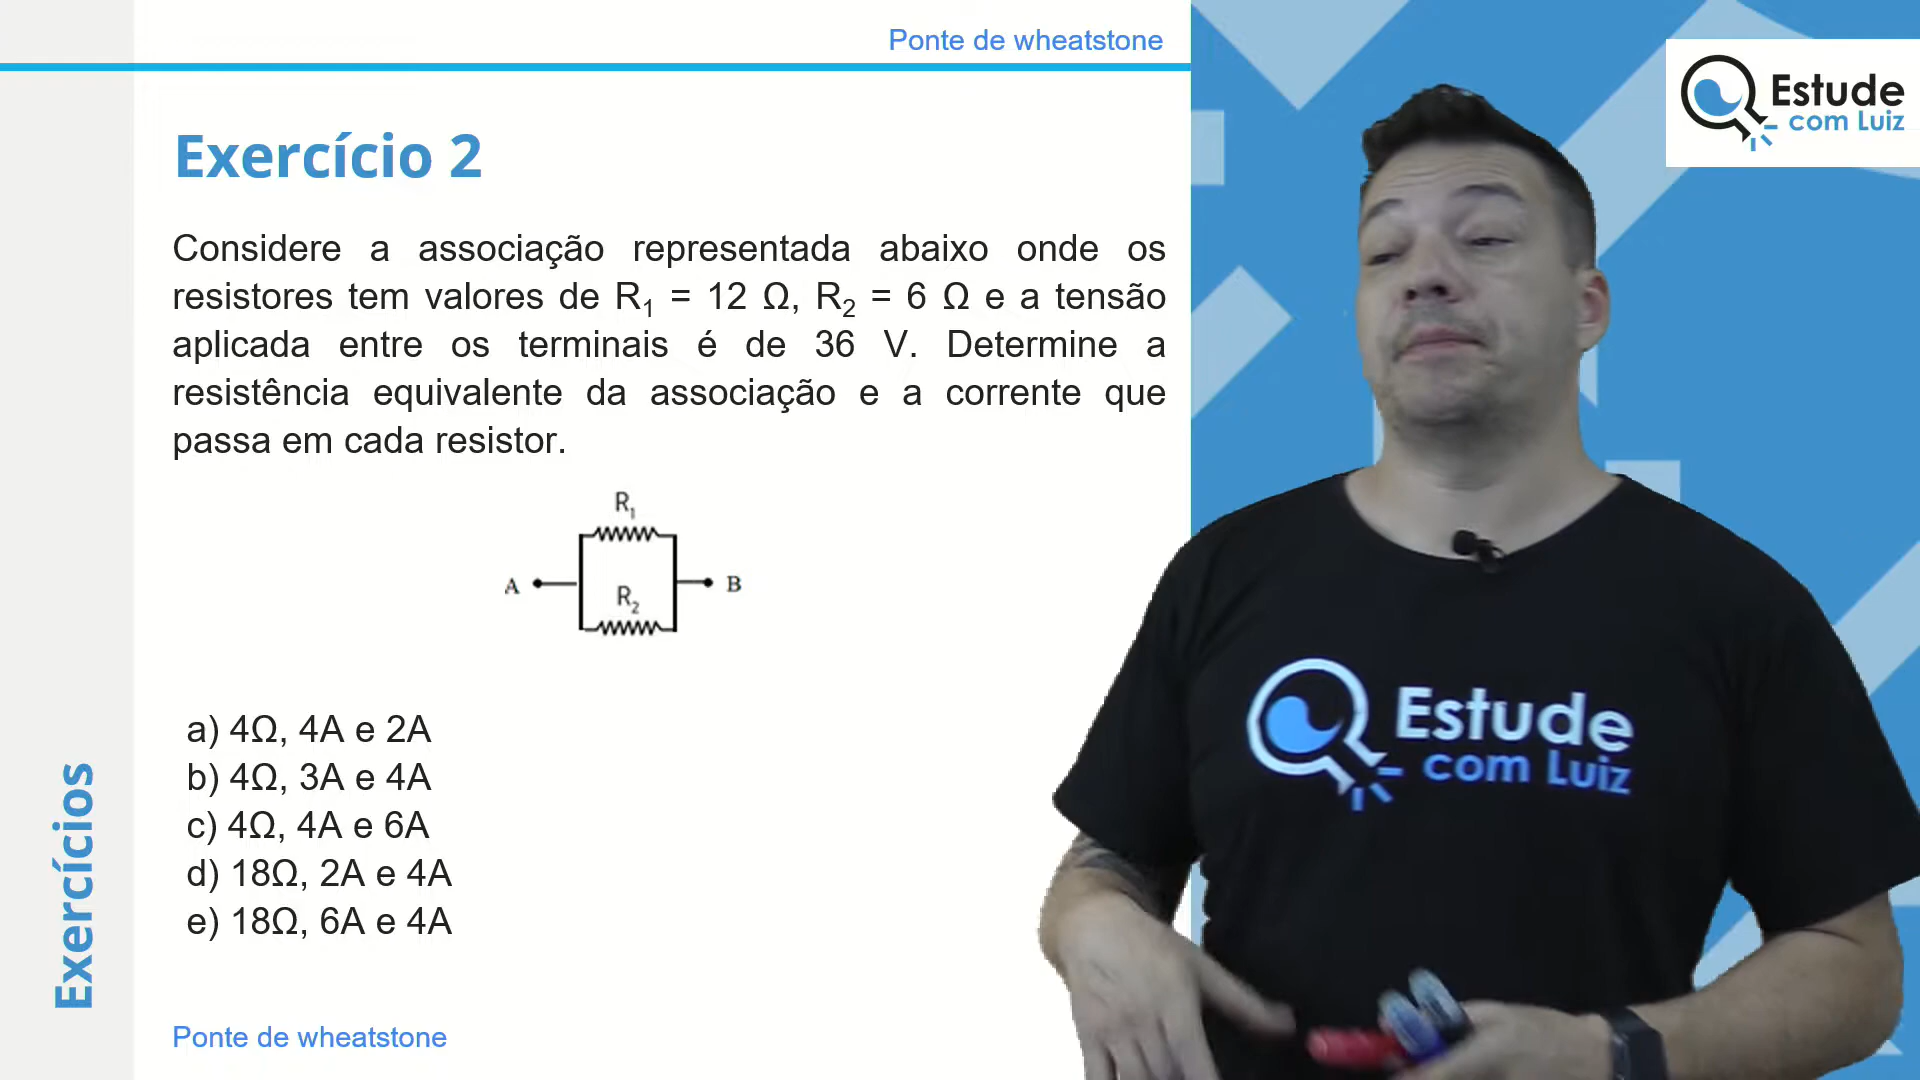 Ponte de wheatstone
Estude
com Luiz
Exercício 2
Considere a associação representada abaixo onde os
resistores tem valores de R₁ = 12 Ω, R₂ = 6 Ω e a tensão
aplicada entre os terminais é de 36 V. Determine a
resistência equivalente da associação e a corrente que
passa em cada resistor.
R₁
A
B
R₂
a) 4Ω, 4A e 2A
b) 4Ω, 3A e 4A
c) 4Ω, 4A e 6A
d) 18Ω, 2A e 4A
e) 18Ω, 6A e 4A
Exercícios
Ponte de wheatstone
Estude
com Luiz